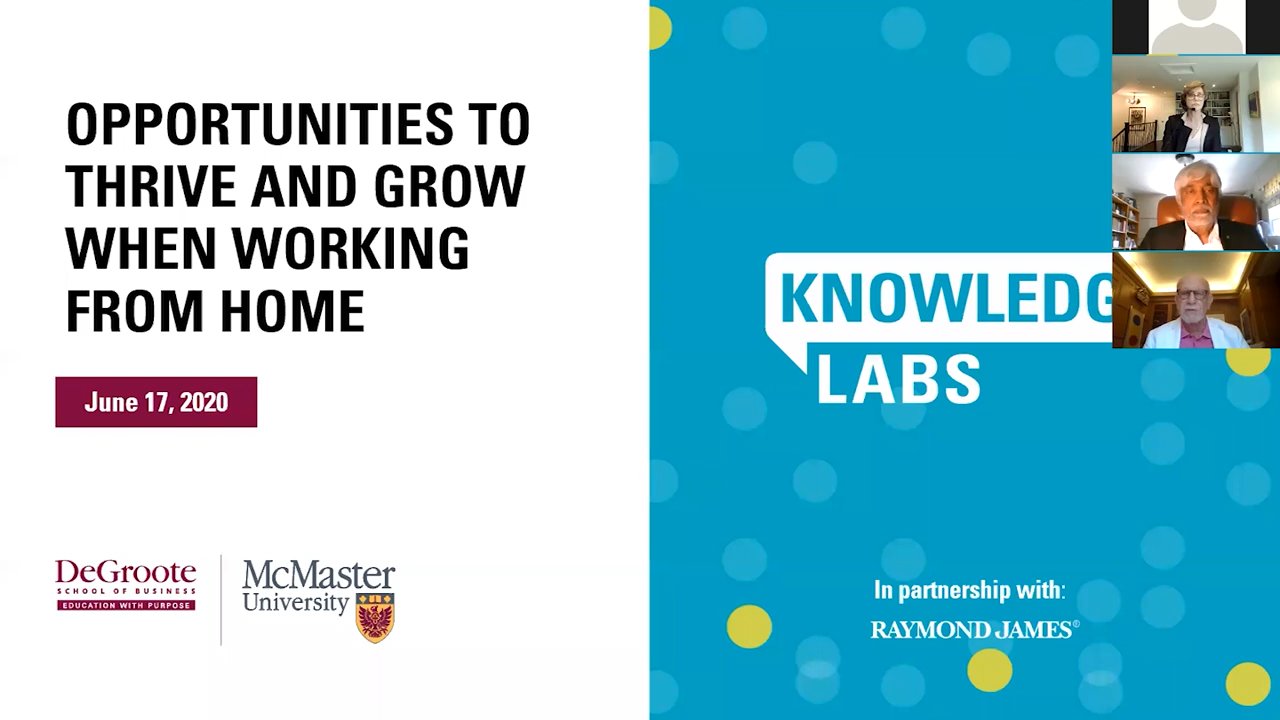 OPPORTUNITIES TO
THRIVE AND GROW
WHEN WORKING
FROM HOME
June 17, 2020
DeGroote
SCHOOL OF BUSINESS
EDUCATION WITH PURPOSE
McMaster
University
KNOWLEDG
LABS
In partnership with:
RAYMOND JAMES®